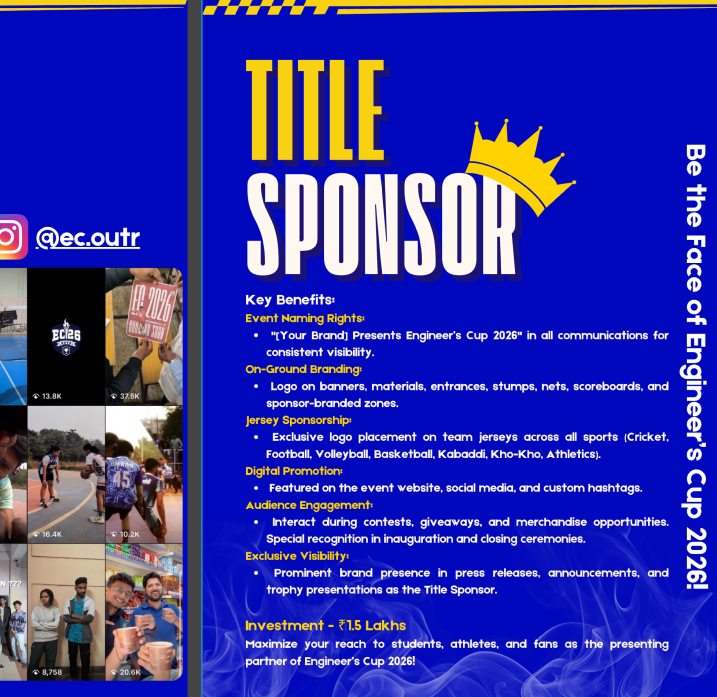 @ec.outr
EC 26
13.8K
EC 2026
37.5K
16.4K
45
10.2K
N ???
8,758
20.6K
TITLE
SPONSOR
Key Benefits:
Event Naming Rights:
• "[Your Brand] Presents Engineer's Cup 2026" in all communications for
consistent visibility.
On-Ground Branding:
• Logo on banners, materials, entrances, stumps, nets, scoreboards, and
sponsor-branded zones.
Jersey Sponsorship:
• Exclusive logo placement on team jerseys across all sports (Cricket,
Football, Volleyball, Basketball, Kabaddi, Kho-Kho, Athletics).
Digital Promotion:
• Featured on the event website, social media, and custom hashtags.
Audience Engagement:
• Interact during contests, giveaways, and merchandise opportunities.
Special recognition in inauguration and closing ceremonies.
Exclusive Visibility:
• Prominent brand presence in press releases, announcements, and
trophy presentations as the Title Sponsor.
Investment - ₹1.5 Lakhs
Maximize your reach to students, athletes, and fans as the presenting
partner of Engineer's Cup 2026!
Be the Face of Engineer's Cup 2026!